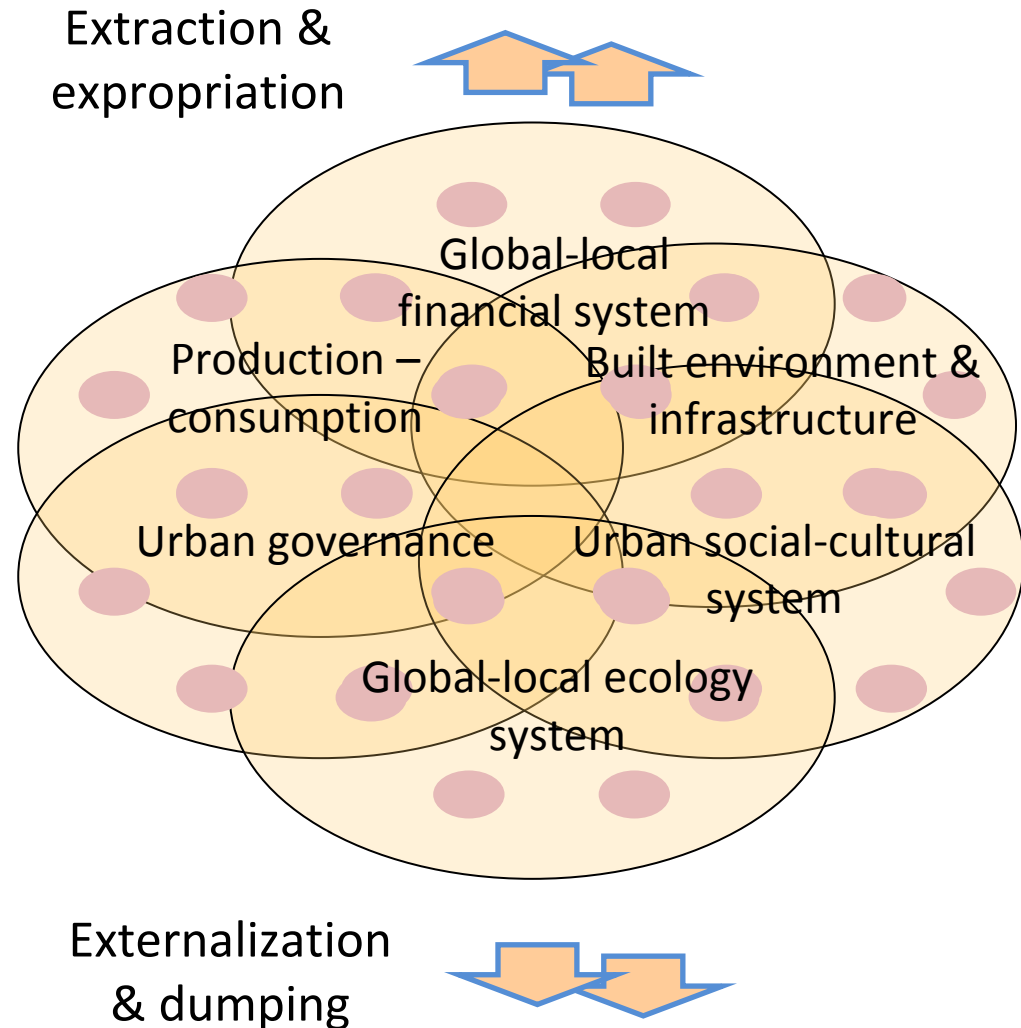 Extraction &
expropriation
Global-local
financial system
Production –
consumption
Built environment &
infrastructure
Urban governance
Urban social-cultural
system
Global-local ecology
system
Externalization
& dumping